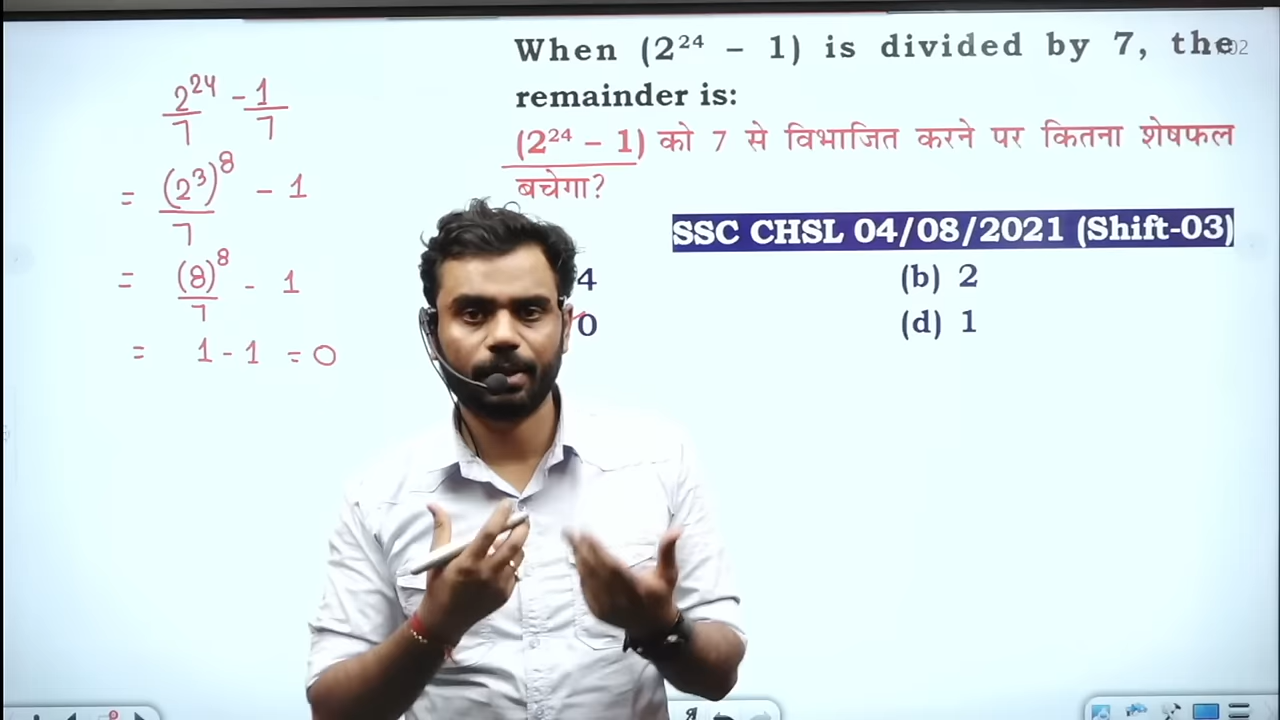 When (2²⁴ − 1) is divided by 7, the
remainder is:
(2²⁴ − 1) को 7 से विभाजित करने पर कितना शेषफल
बचेगा?
SSC CHSL 04/08/2021 (Shift-03)
4
(b) 2
0
(d) 1
2²⁴/7 - 1/7
= (2³)⁸/7 - 1
= (8)⁸/7 - 1
= 1 - 1 = 0